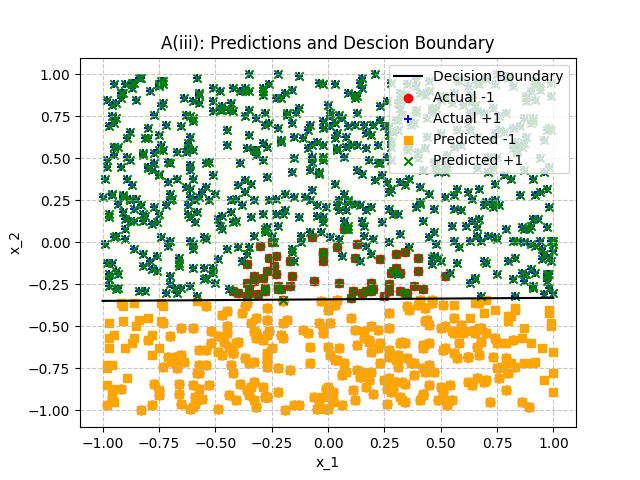 A(iii): Predictions and Descion Boundary
Decision Boundary
Actual -1
Actual +1
Predicted -1
Predicted +1
1.00
0.75
0.50
0.25
0.00
−0.25
−0.50
−0.75
−1.00
x_2
−1.00 −0.75 −0.50 −0.25 0.00 0.25 0.50 0.75 1.00
x_1